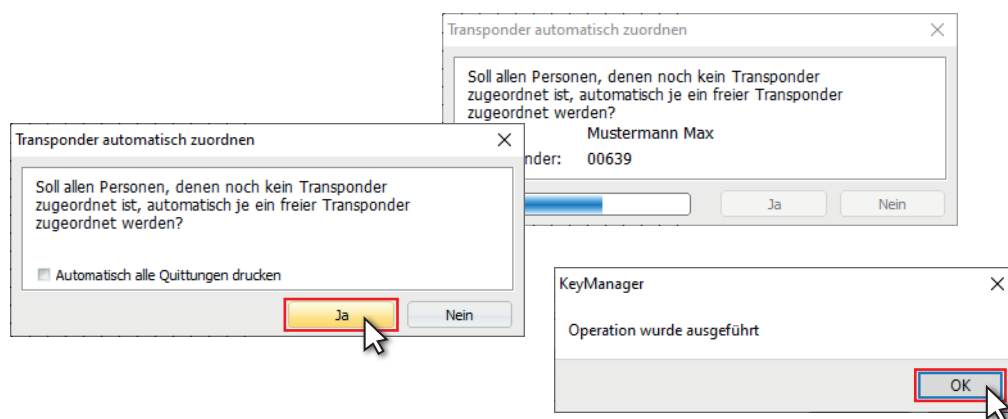 Transponder automatisch zuordnen
Soll allen Personen, denen noch kein Transponder
zugeordnet ist, automatisch je ein freier Transponder
zugeordnet werden?
Mustermann Max
nder: 00639
Ja Nein
Transponder automatisch zuordnen
Soll allen Personen, denen noch kein Transponder
zugeordnet ist, automatisch je ein freier Transponder
zugeordnet werden?
Automatisch alle Quittungen drucken
Ja Nein
KeyManager
Operation wurde ausgeführt
OK